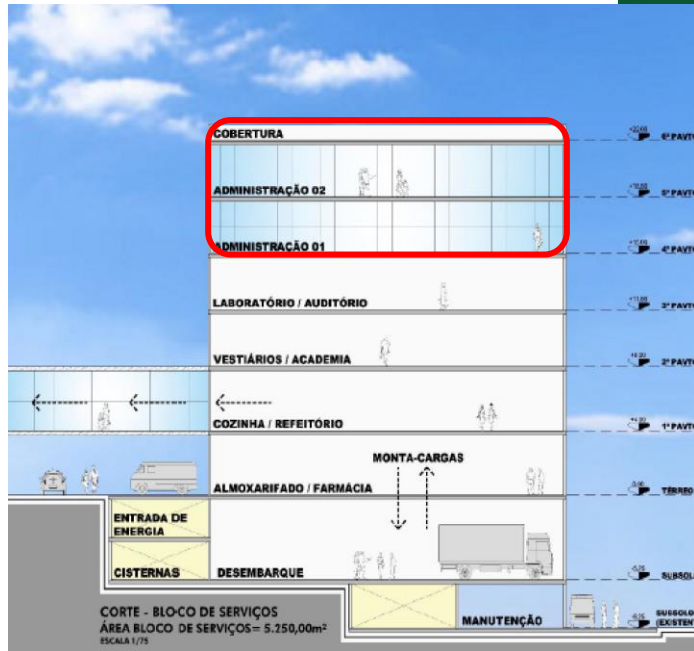 COBERTURA
6º PAVTO
ADMINISTRAÇÃO 02
5º PAVTO
ADMINISTRAÇÃO 01
4º PAVTO
LABORATÓRIO / AUDITÓRIO
3º PAVTO
VESTIÁRIOS / ACADEMIA
2º PAVTO
COZINHA / REFEITÓRIO
1º PAVTO
MONTA-CARGAS
ALMOXARIFADO / FARMÁCIA
TÉRREO
ENTRADA DE
ENERGIA
CISTERNAS
DESEMBARQUE
SUBSOL
MANUTENÇÃO
SUBSOLO
(EXISTEN
CORTE - BLOCO DE SERVIÇOS
ÁREA BLOCO DE SERVIÇOS= 5.250,00m²
ESCALA 1/75